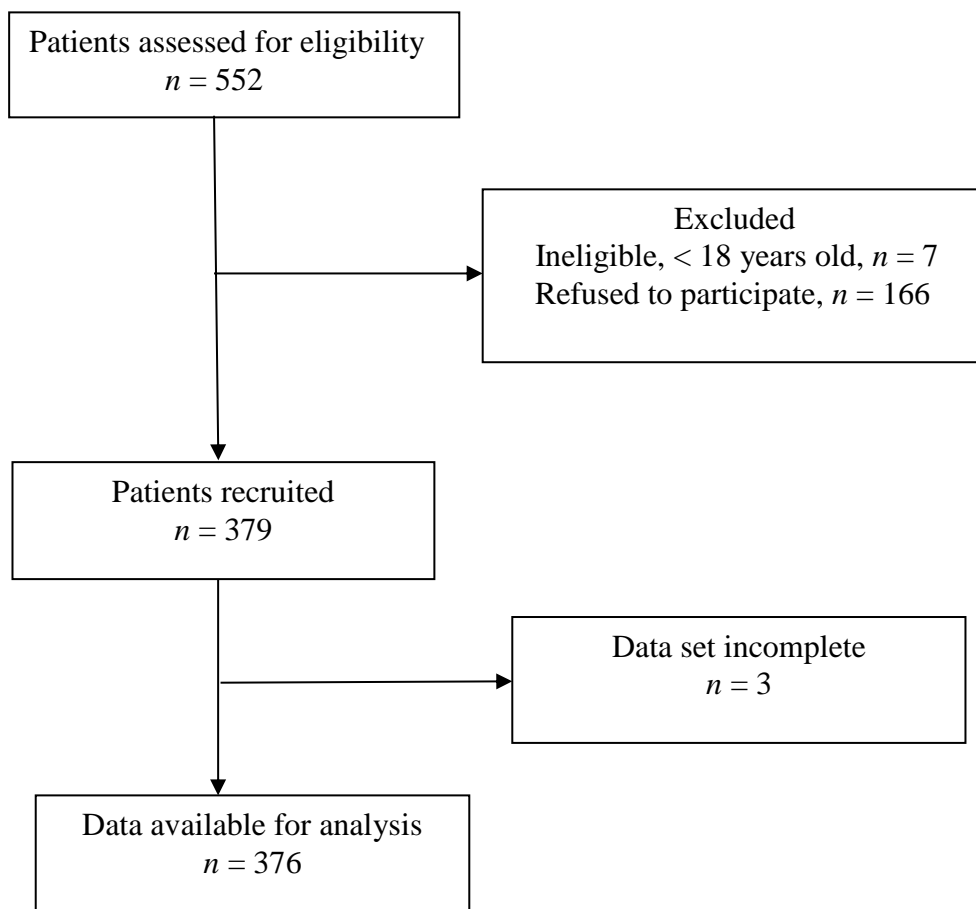 Patients assessed for eligibility
n = 552
Excluded
Ineligible, < 18 years old, n = 7
Refused to participate, n = 166
Patients recruited
n = 379
Data set incomplete
n = 3
Data available for analysis
n = 376